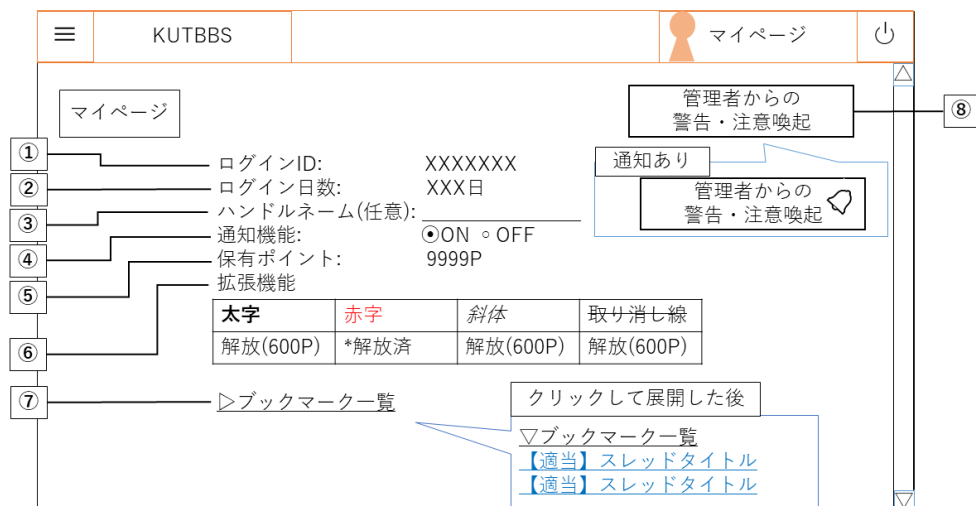 KUTBBS
マイページ
マイページ
管理者からの
警告・注意喚起
⑧
通知あり
管理者からの
警告・注意喚起
①
ログインID: XXXXXXX
②
ログイン日数: XXX日
③
ハンドルネーム(任意):
④
通知機能: ◉ON ○ OFF
⑤
保有ポイント: 9999P
⑥
拡張機能
太字 赤字 斜体 取り消し線
解放(600P) *解放済 解放(600P) 解放(600P)
⑦
▷ブックマーク一覧
クリックして展開した後
▽ブックマーク一覧
【適当】スレッドタイトル
【適当】スレッドタイトル